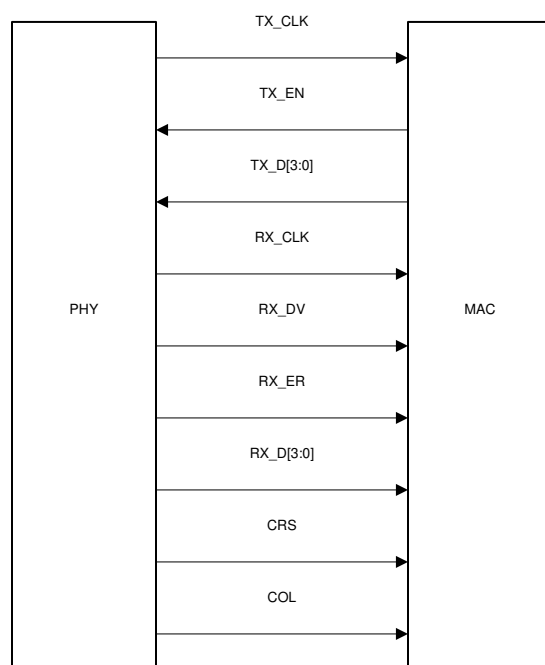 TX_CLK
TX_EN
TX_D[3:0]
RX_CLK
PHY
RX_DV
MAC
RX_ER
RX_D[3:0]
CRS
COL